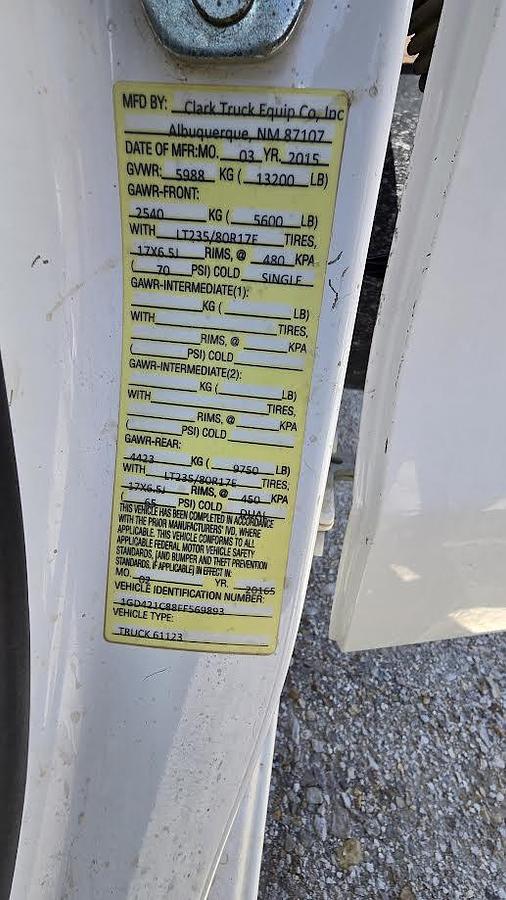 MFD BY: Clark Truck Equip Co, Inc
Albuquerque, NM 87107
DATE OF MFR:MO. 03 YR. 2015
GVWR: 5988 KG ( 13200 LB)
GAWR-FRONT:
2540 KG ( 5600 LB)
WITH LT235/80R17E TIRES,
17X6.5J RIMS, @ 480 KPA
( 70 PSI) COLD SINGLE
GAWR-INTERMEDIATE(1):
KG ( LB)
WITH TIRES,
RIMS, @ KPA
( PSI) COLD
GAWR-INTERMEDIATE(2):
KG ( LB)
WITH TIRES,
RIMS, @ KPA
( PSI) COLD
GAWR-REAR:
4423 KG ( 9750 LB)
WITH LT235/80R17E TIRES,
17X6.5J RIMS, @ 450 KPA
( 65 PSI) COLD DUAL
THIS VEHICLE HAS BEEN COMPLETED IN ACCORDANCE
WITH THE PRIOR MANUFACTURERS' IVD, WHERE
APPLICABLE. THIS VEHICLE CONFORMS TO ALL
APPLICABLE FEDERAL MOTOR VEHICLE SAFETY
STANDARDS, [AND BUMPER AND THEFT PREVENTION
STANDARDS, IF APPLICABLE] IN EFFECT IN:
MO. 03 YR. 20165
VEHICLE IDENTIFICATION NUMBER:
1GD421C88FF569893
VEHICLE TYPE:
TRUCK 61123